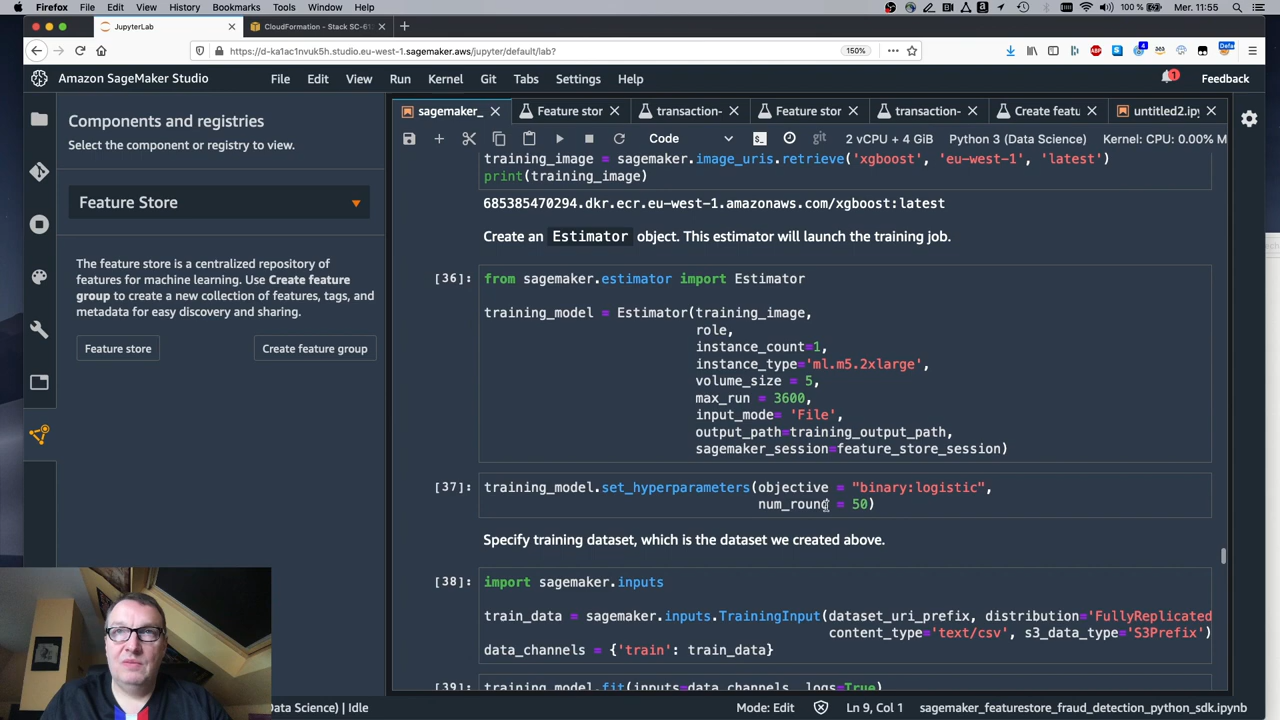 Firefox File Edit View History Bookmarks Tools Window Help 100 % Mer. 11:55
JupyterLab
CloudFormation - Stack SC-61
https://d-ka1ac1nvuk5h.studio.eu-west-1.sagemaker.aws/jupyter/default/lab?
150%
Amazon SageMaker Studio File Edit View Run Kernel Git Tabs Settings Help 1 Feedback
sagemaker_ Feature stor transaction- Feature stor transaction- Create featu untitled2.ipy
Code git 2 vCPU + 4 GiB Python 3 (Data Science) Kernel: CPU: 0.00% M
Components and registries
Select the component or registry to view.
Feature Store
The feature store is a centralized repository of
features for machine learning. Use Create feature
group to create a new collection of features, tags, and
metadata for easy discovery and sharing.
Feature store
Create feature group
training_image = sagemaker.image_uris.retrieve('xgboost', 'eu-west-1', 'latest')
print(training_image)
685385470294.dkr.ecr.eu-west-1.amazonaws.com/xgboost:latest
Create an Estimator object. This estimator will launch the training job.
[36]: from sagemaker.estimator import Estimator
training_model = Estimator(training_image,
role,
instance_count=1,
instance_type='ml.m5.2xlarge',
volume_size = 5,
max_run = 3600,
input_mode= 'File',
output_path=training_output_path,
sagemaker_session=feature_store_session)
[37]: training_model.set_hyperparameters(objective = "binary:logistic",
num_round = 50)
Specify training dataset, which is the dataset we created above.
[38]: import sagemaker.inputs
train_data = sagemaker.inputs.TrainingInput(dataset_uri_prefix, distribution='FullyReplicated
content_type='text/csv', s3_data_type='S3Prefix')
data_channels = {'train': train_data}
[39]: training_model.fit(inputs=data_channels, logs=True)
Data Science) | Idle Mode: Edit Ln 9, Col 1 sagemaker_featurestore_fraud_detection_python_sdk.ipynb